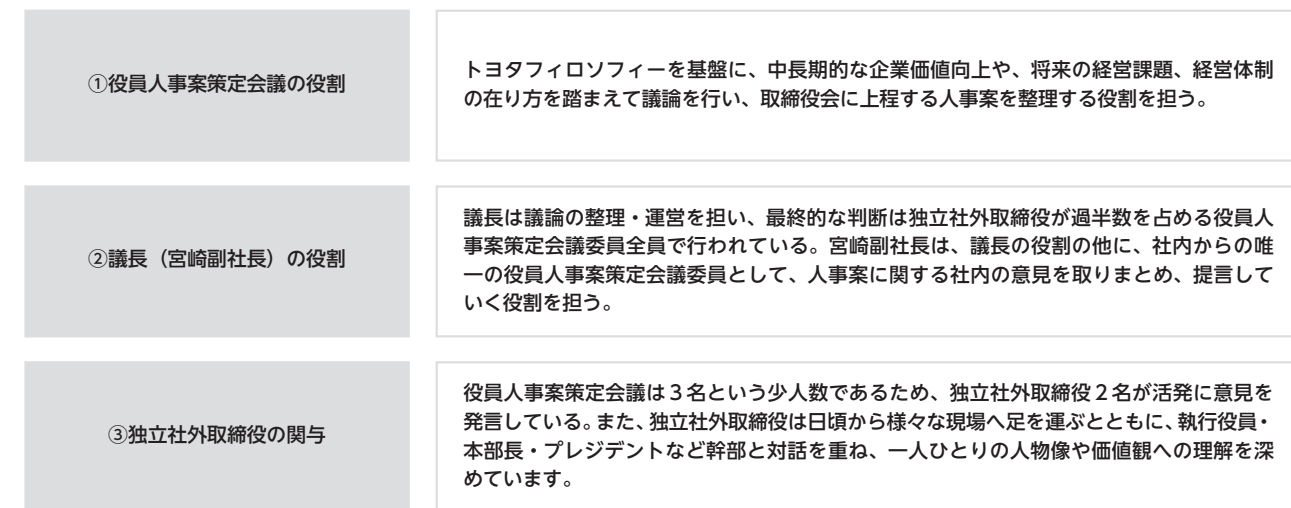 ①役員人事案策定会議の役割
トヨタフィロソフィーを基盤に、中長期的な企業価値向上や、将来の経営課題、経営体制
の在り方を踏まえて議論を行い、取締役会に上程する人事案を整理する役割を担う。
②議長（宮崎副社長）の役割
議長は議論の整理・運営を担い、最終的な判断は独立社外取締役が過半数を占める役員人
事案策定会議委員全員で行われている。宮崎副社長は、議長の役割の他に、社内からの唯
一の役員人事案策定会議委員として、人事案に関する社内の意見を取りまとめ、提言して
いく役割を担う。
③独立社外取締役の関与
役員人事案策定会議は３名という少人数であるため、独立社外取締役２名が活発に意見を
発言している。また、独立社外取締役は日頃から様々な現場へ足を運ぶとともに、執行役員・
本部長・プレジデントなど幹部と対話を重ね、一人ひとりの人物像や価値観への理解を深
めています。